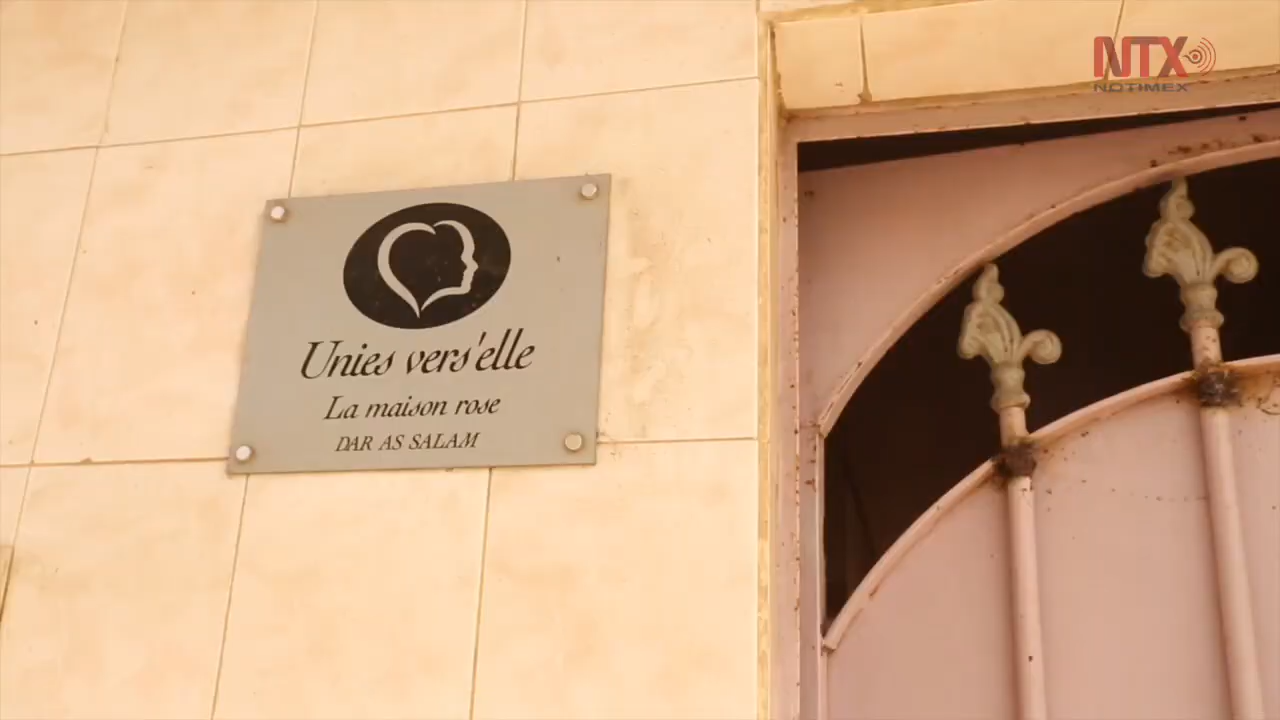 NTX
NOTIMEX
Unies vers'elle
La maison rose
DAR AS SALAM